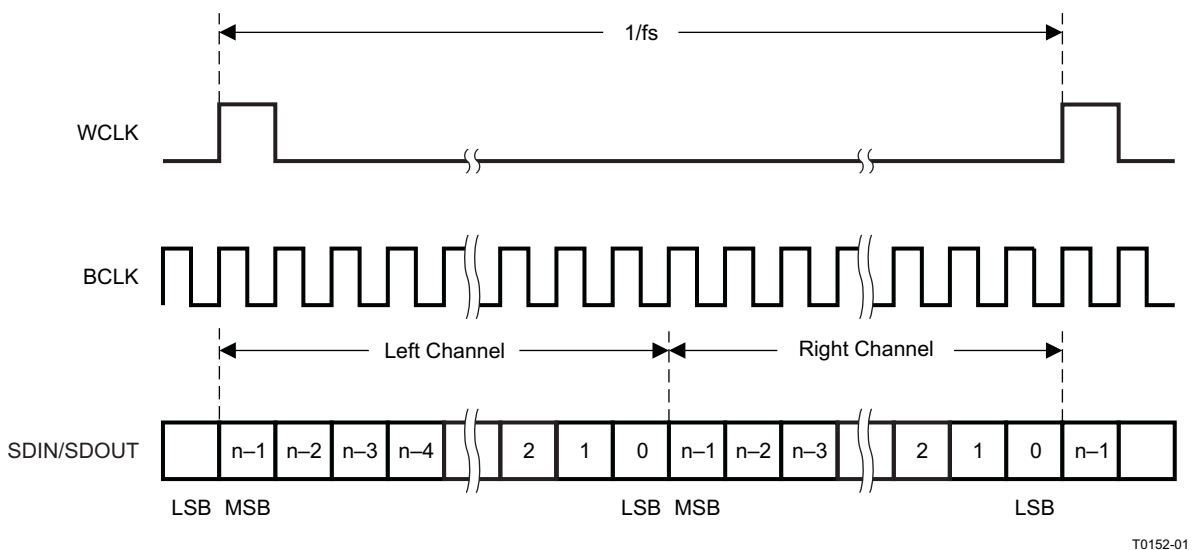 1/fs
WCLK
BCLK
Left Channel Right Channel
SDIN/SDOUT n–1 n–2 n–3 n–4 2 1 0 n–1 n–2 n–3 2 1 0 n–1
LSB MSB LSB MSB LSB
T0152-01